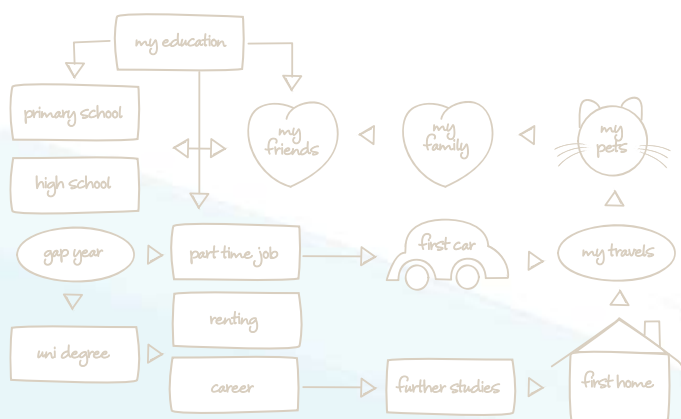 my education
primary school
my
friends
my
family
my
pets
high school
gap year
part time job
first car
my travels
renting
uni degree
career
further studies
first home